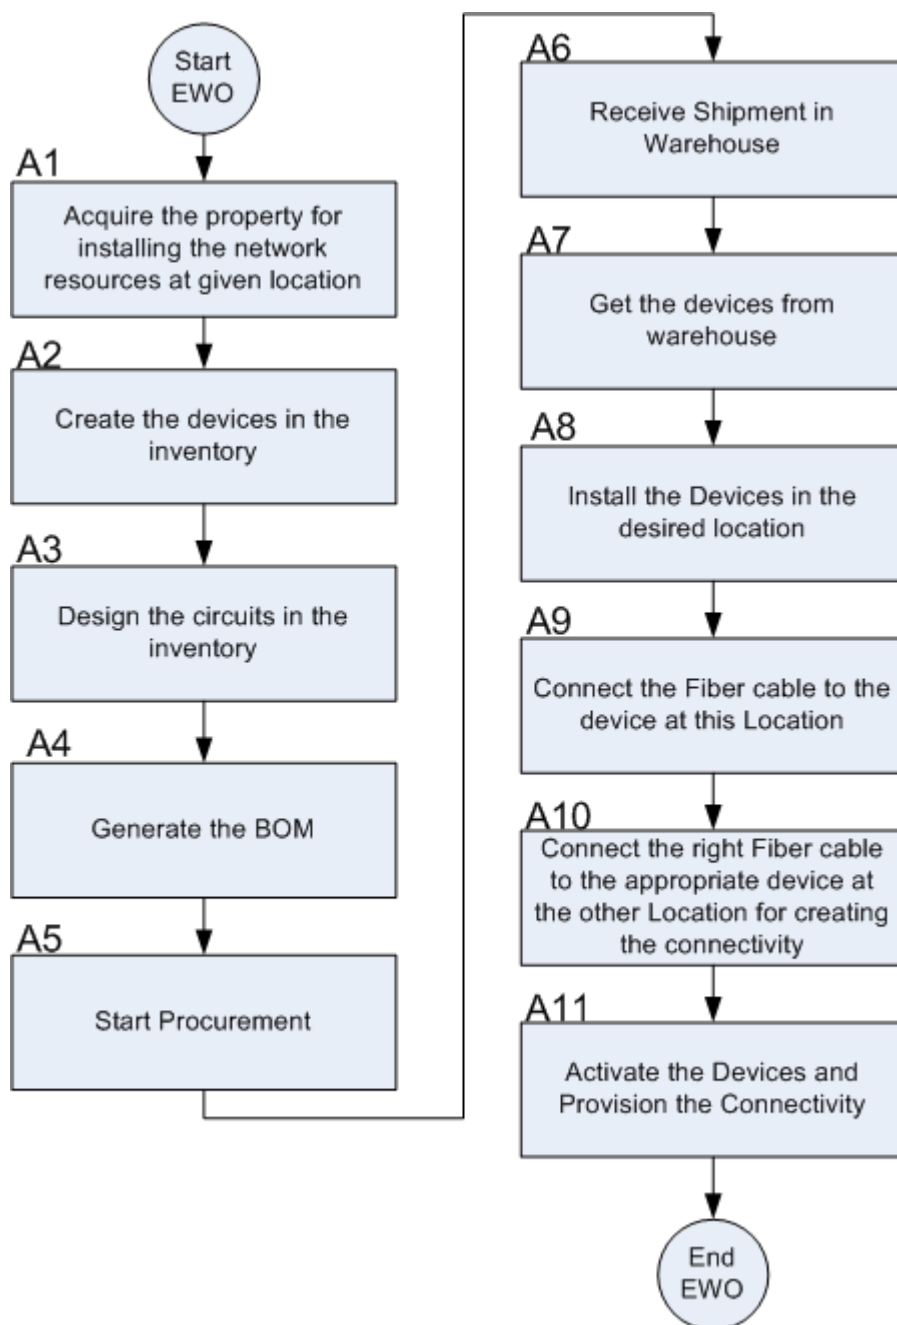 Start
EWO
A1
Acquire the property for
installing the network
resources at given location
A2
Create the devices in the
inventory
A3
Design the circuits in the
inventory
A4
Generate the BOM
A5
Start Procurement
A6
Receive Shipment in
Warehouse
A7
Get the devices from
warehouse
A8
Install the Devices in the
desired location
A9
Connect the Fiber cable to the
device at this Location
A10
Connect the right Fiber cable
to the appropriate device at
the other Location for creating
the connectivity
A11
Activate the Devices and
Provision the Connectivity
End
EWO